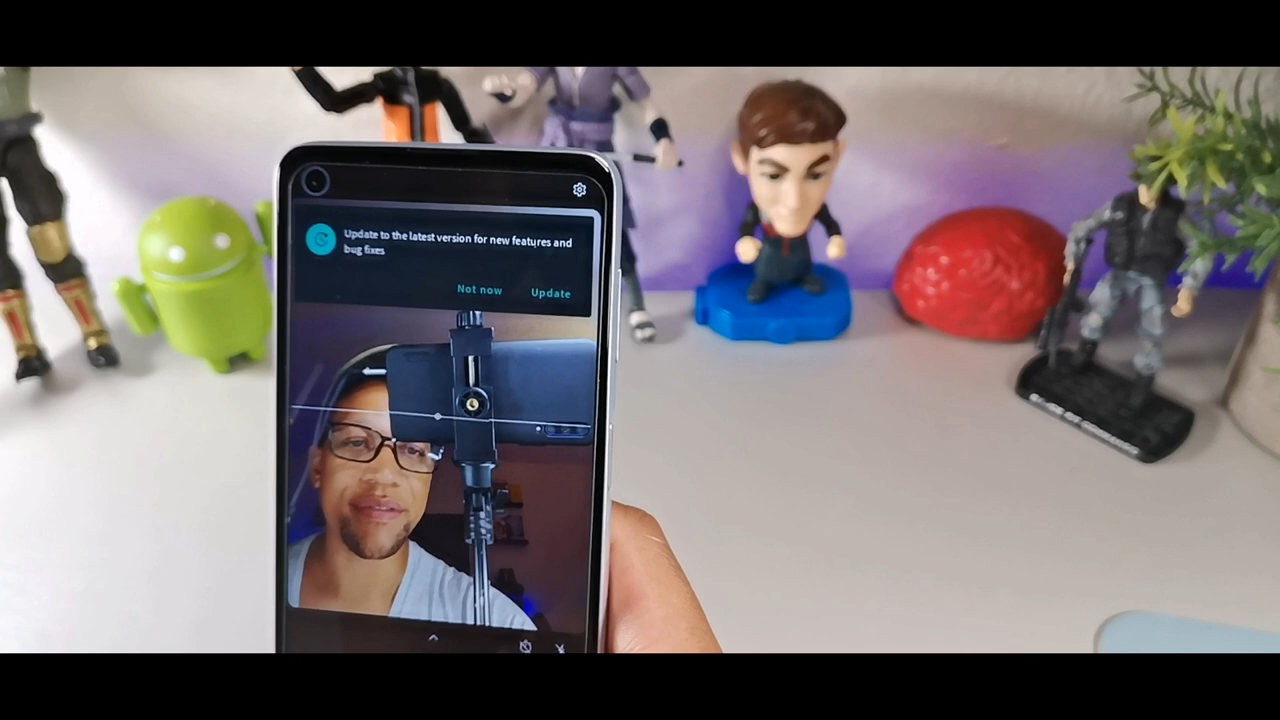 Update to the latest version for new features and
bug fixes
Not now
Update